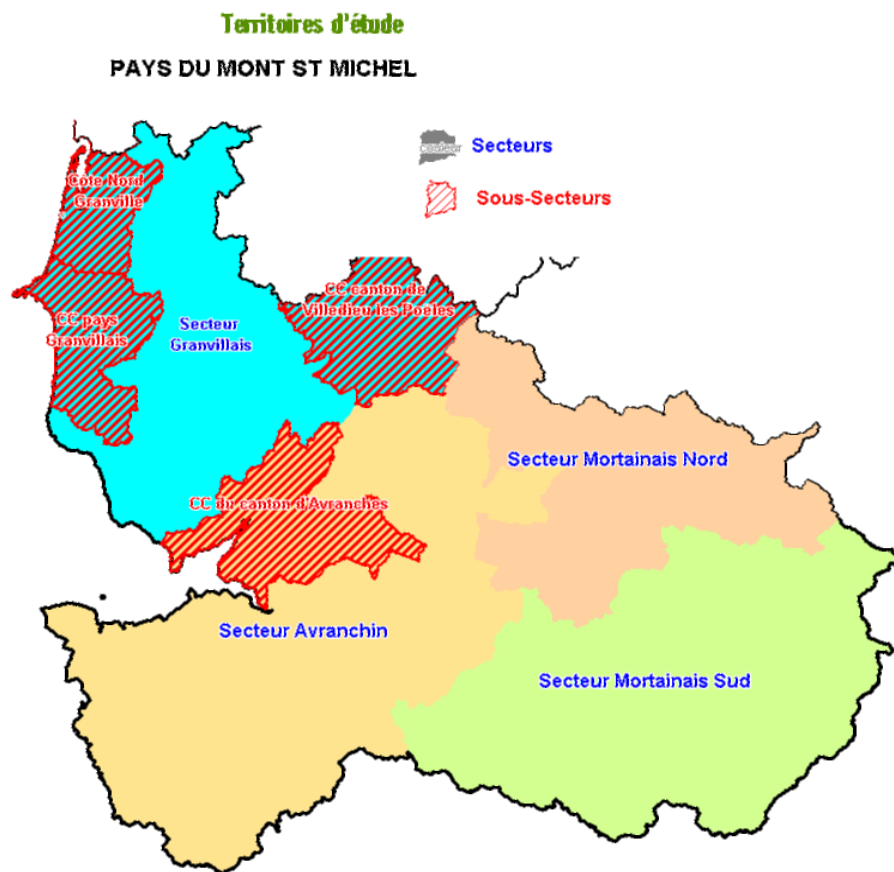 Territoires d'étude
PAYS DU MONT ST MICHEL
Secteurs
Sous-Secteurs
Côte Nord
Granville
CC canton de
Villedieu les Poëles
CC pays
Granvillais
Secteur
Granvillais
Secteur Mortainais Nord
CC du canton d'Avranches
Secteur Avranchin
Secteur Mortainais Sud